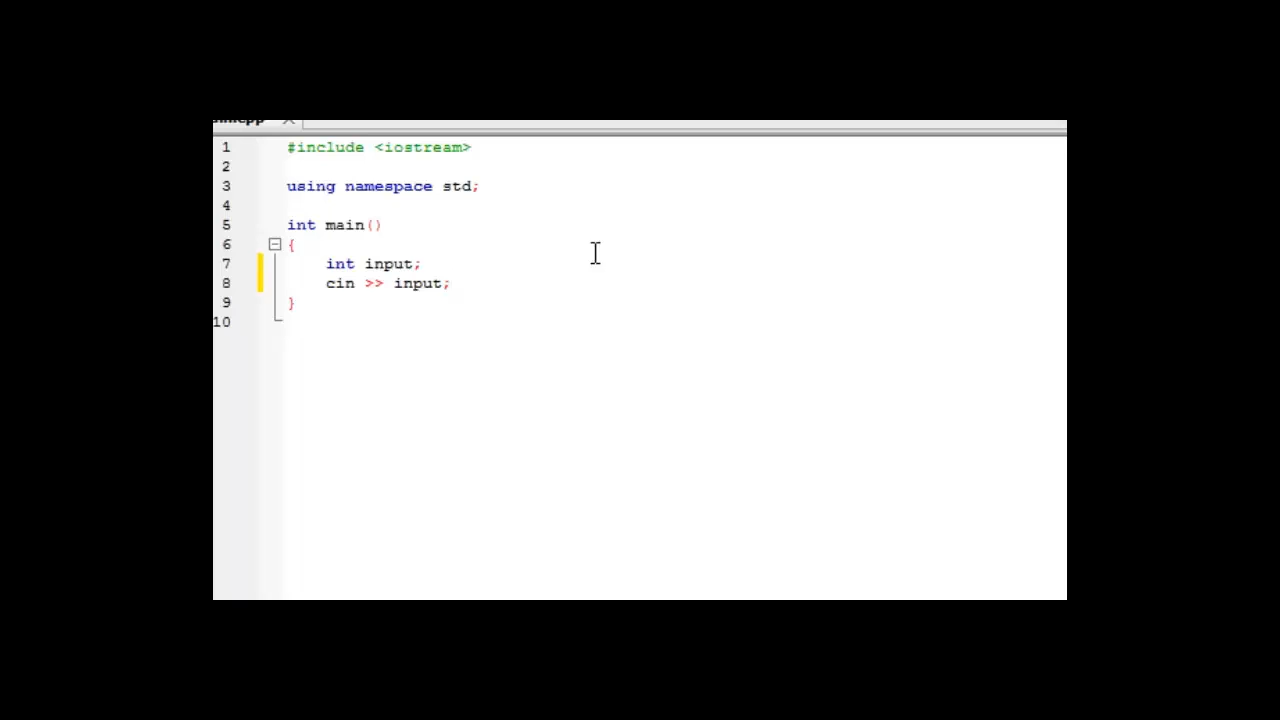 1 #include <iostream>
2
3 using namespace std;
4
5 int main()
6 {
7 int input;
8 cin >> input;
9 }
10